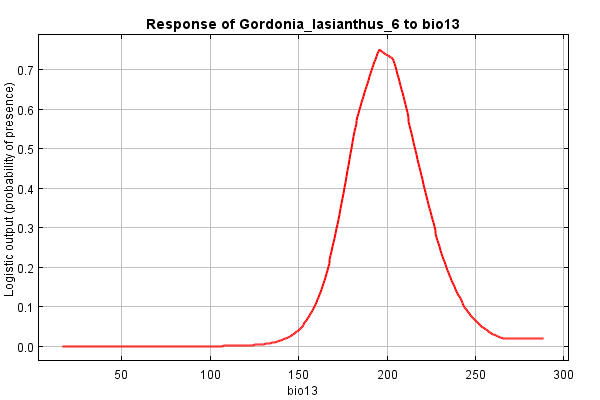 Response of Gordonia_lasianthus_6 to bio13
Logistic output (probability of presence)
0.7
0.6
0.5
0.4
0.3
0.2
0.1
0.0
50 100 150 200 250 300
bio13